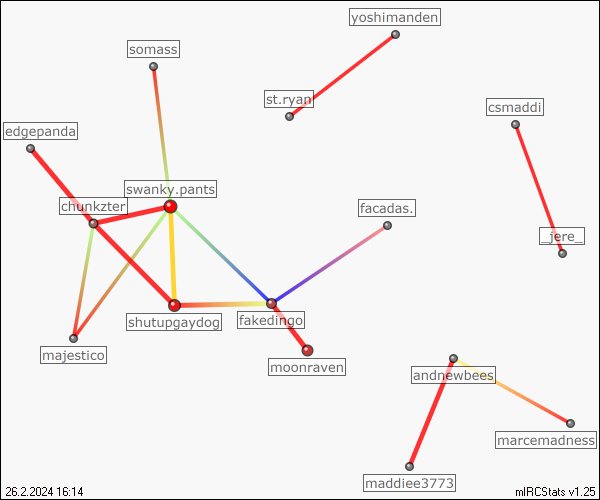 yoshimanden
somass
st.ryan
csmaddi
edgepanda
swanky.pants
chunkzter
facadas.
_jere_
shutupgaydog
fakedingo
majestico
moonraven
andnewbees
marcemadness
maddiee3773
26.2.2024 16:14
mIRCStats v1.25